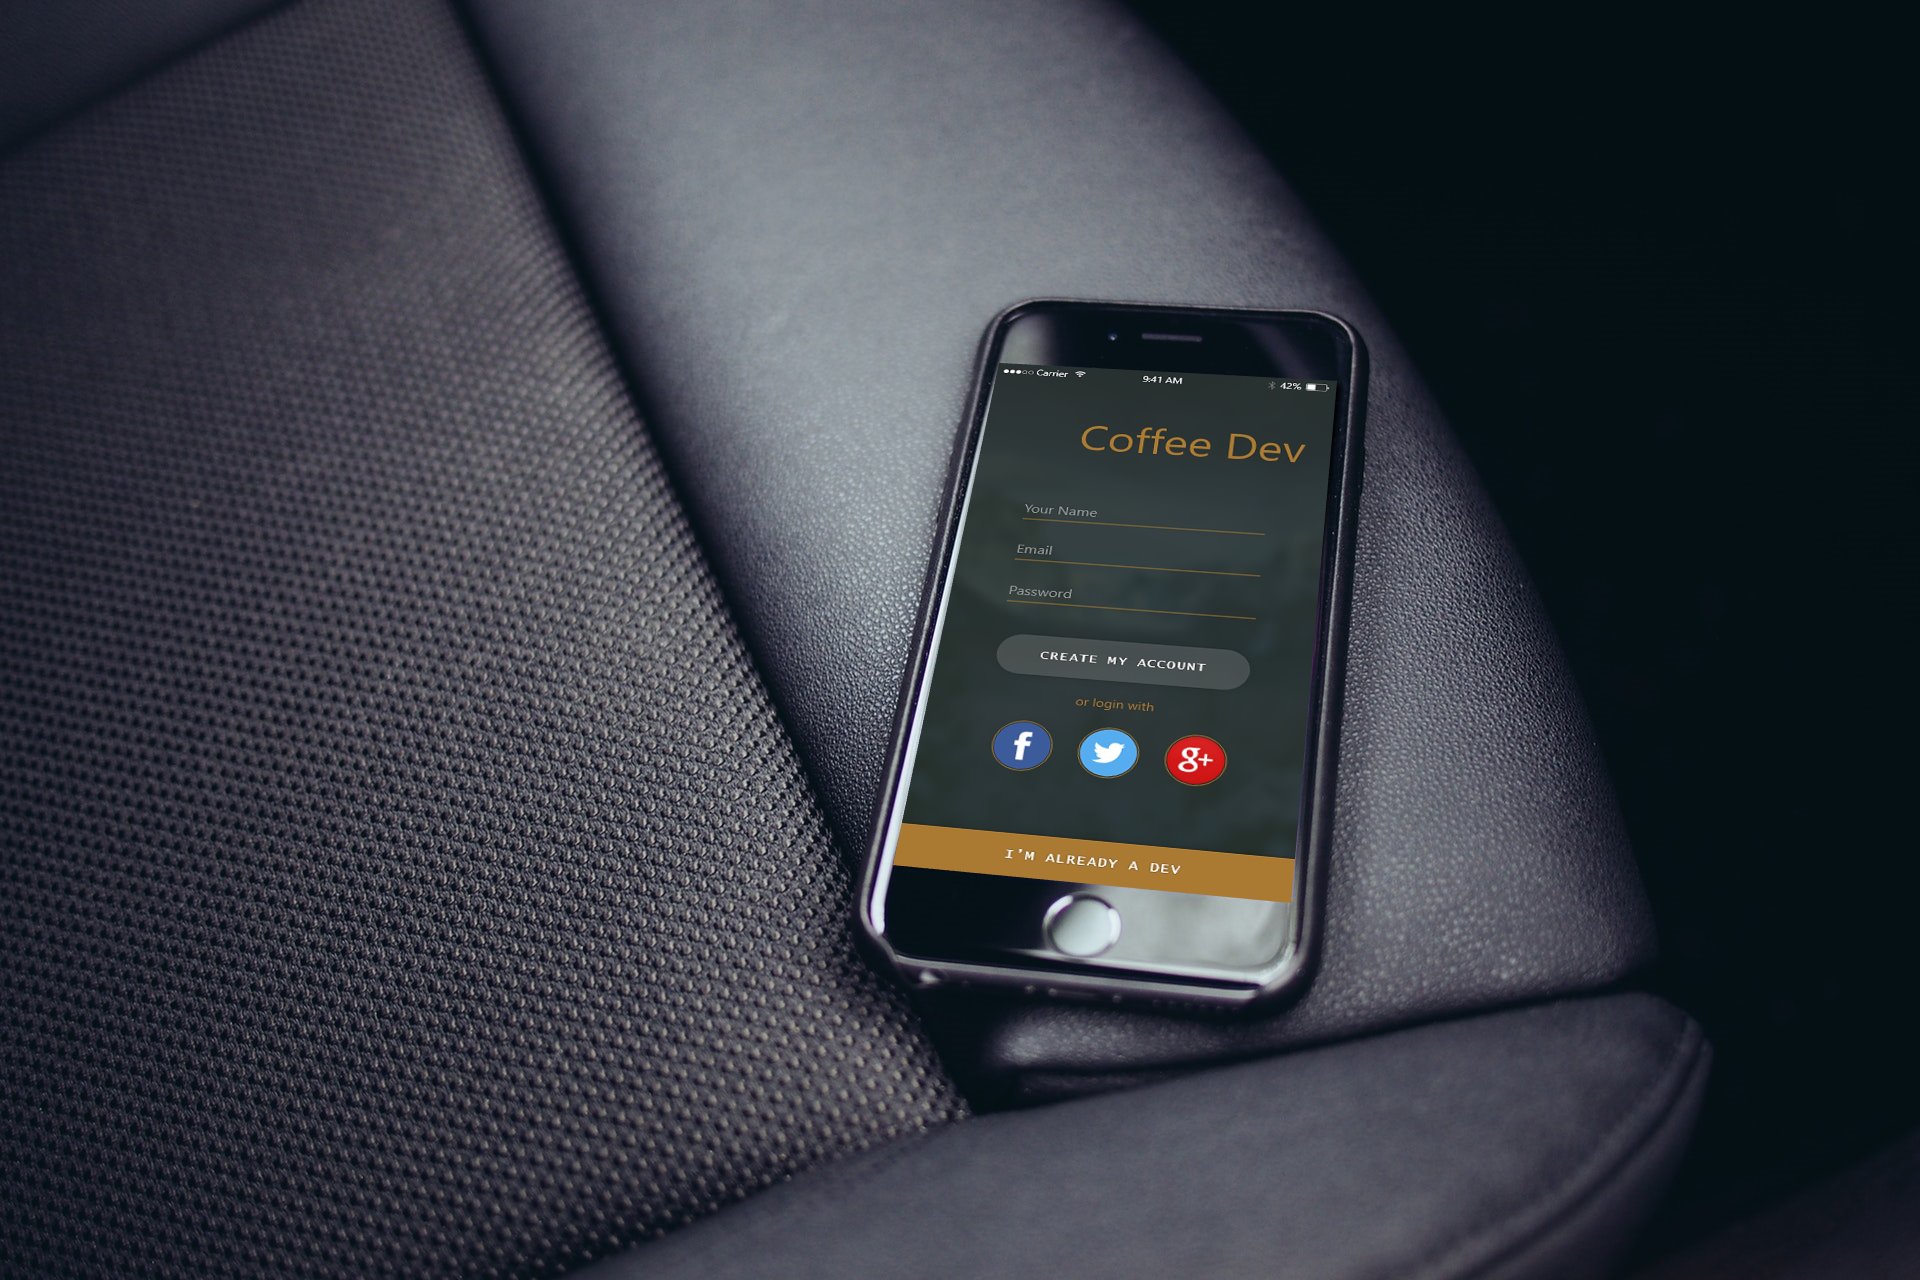 Carrier 9:41 AM 42%
Coffee Dev
Your Name
Email
Password
CREATE MY ACCOUNT
or login with
f g+
I'M ALREADY A DEV